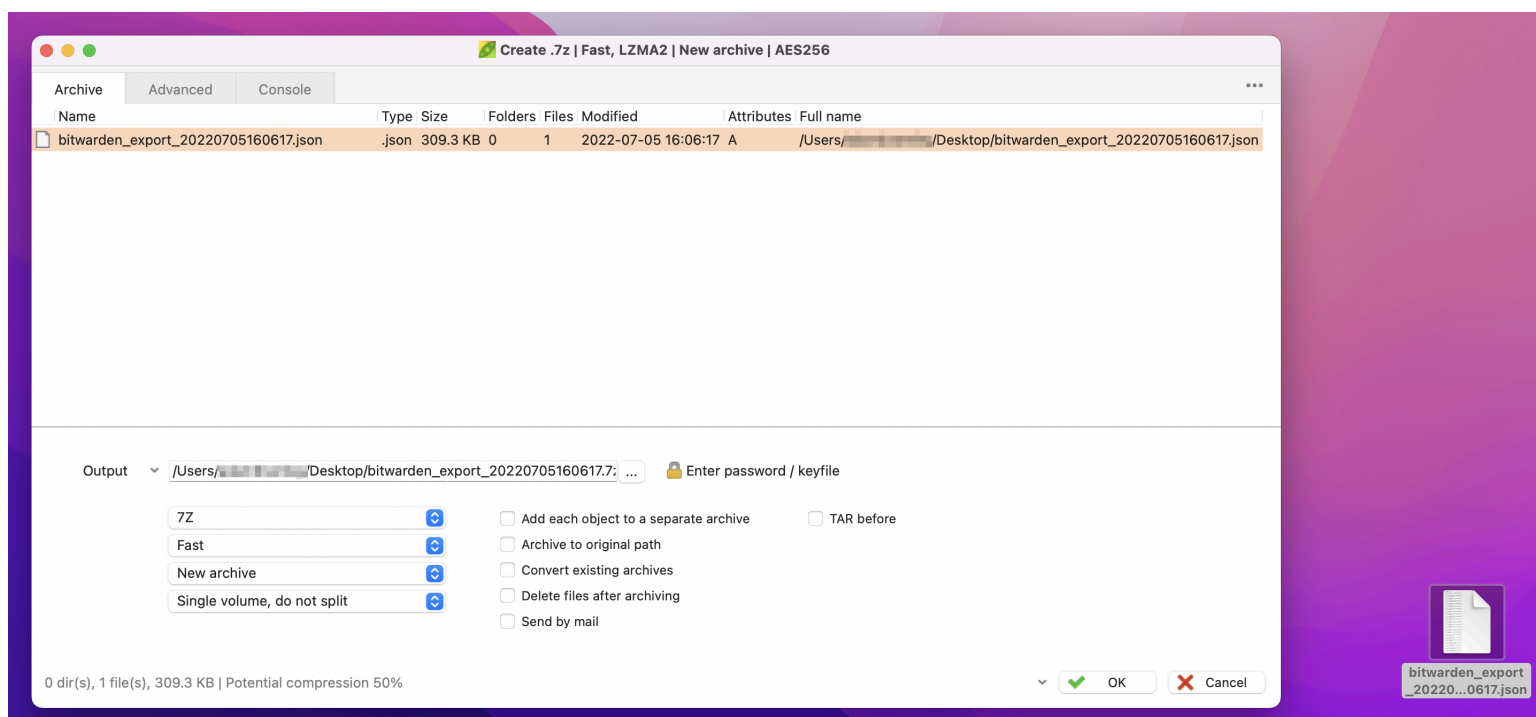 Create .7z | Fast, LZMA2 | New archive | AES256
Archive Advanced Console ...
Name Type Size Folders Files Modified Attributes Full name
bitwarden_export_20220705160617.json .json 309.3 KB 0 1 2022-07-05 16:06:17 A /Users/ /Desktop/bitwarden_export_20220705160617.json
Output /Users/ /Desktop/bitwarden_export_20220705160617.7z ... Enter password / keyfile
7Z Add each object to a separate archive TAR before
Fast Archive to original path
New archive Convert existing archives
Single volume, do not split Delete files after archiving
Send by mail
0 dir(s), 1 file(s), 309.3 KB | Potential compression 50% OK Cancel
bitwarden_export
_20220...0617.json